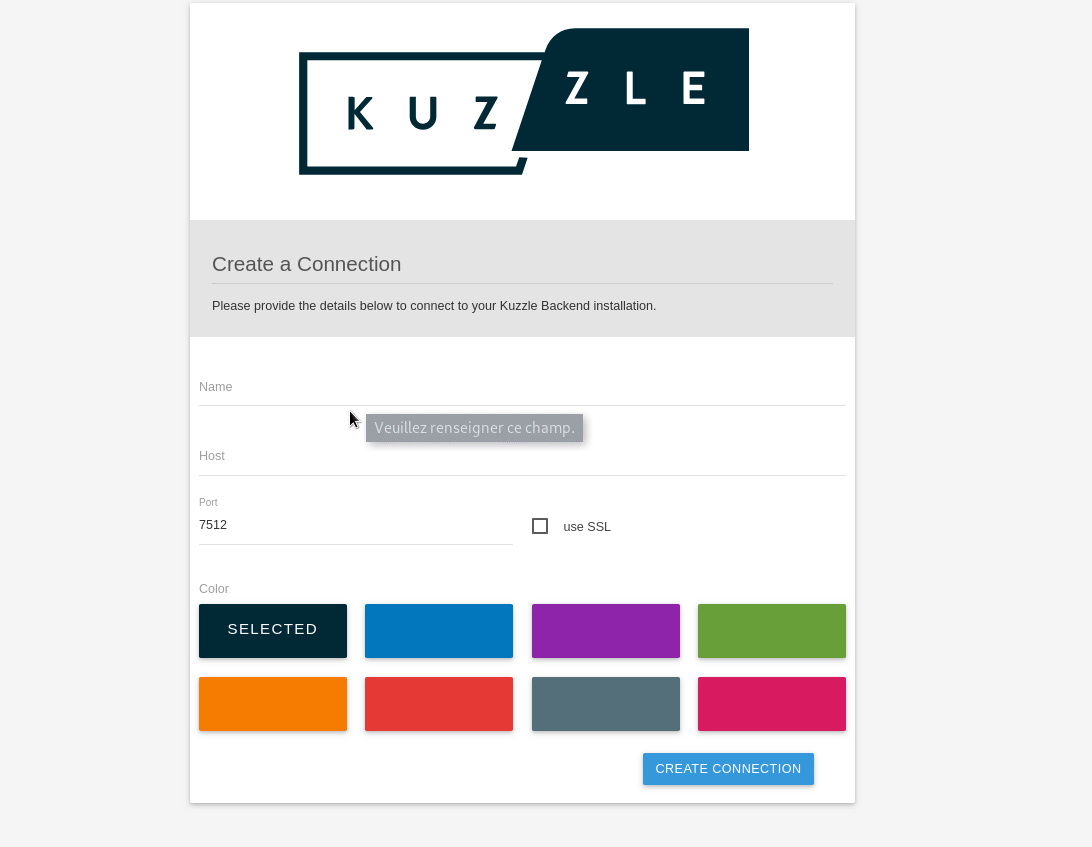 KUZZLE
Create a Connection
Please provide the details below to connect to your Kuzzle Backend installation.
Name
Veuillez renseigner ce champ.
Host
Port
7512
use SSL
Color
SELECTED
CREATE CONNECTION